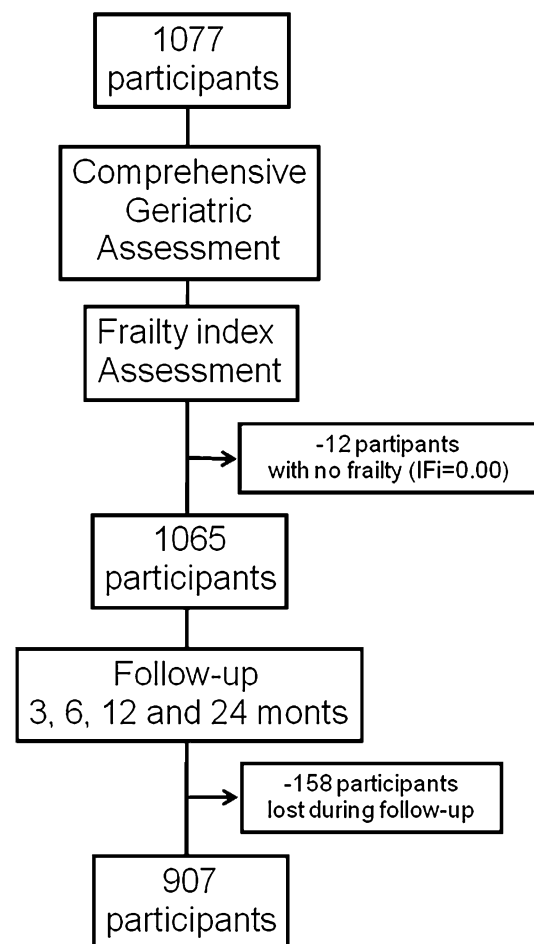 1077
participants
Comprehensive
Geriatric
Assessment
Frailty index
Assessment
-12 partipants
with no frailty (IFi=0.00)
1065
participants
Follow-up
3, 6, 12 and 24 monts
-158 participants
lost during follow-up
907
participants